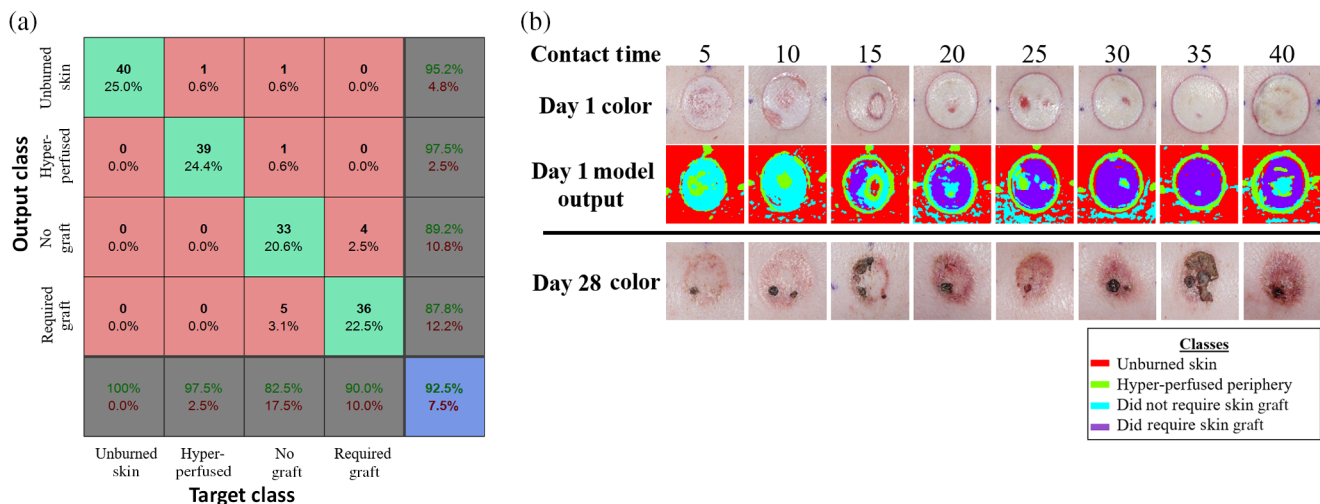 (a)
Output class
Unburned skin
40 1 1 0 95.2%
25.0% 0.6% 0.6% 0.0% 4.8%
Hyper-perfused
0 39 1 0 97.5%
0.0% 24.4% 0.6% 0.0% 2.5%
No graft
0 0 33 4 89.2%
0.0% 0.0% 20.6% 2.5% 10.8%
Required graft
0 0 5 36 87.8%
0.0% 0.0% 3.1% 22.5% 12.2%
100% 97.5% 82.5% 90.0% 92.5%
0.0% 2.5% 17.5% 10.0% 7.5%
Unburned Hyper- No Required
skin perfused graft graft
Target class
(b)
Contact time 5 10 15 20 25 30 35 40
Day 1 color
Day 1 model
output
Day 28 color
Classes
Unburned skin
Hyper-perfused periphery
Did not require skin graft
Did require skin graft